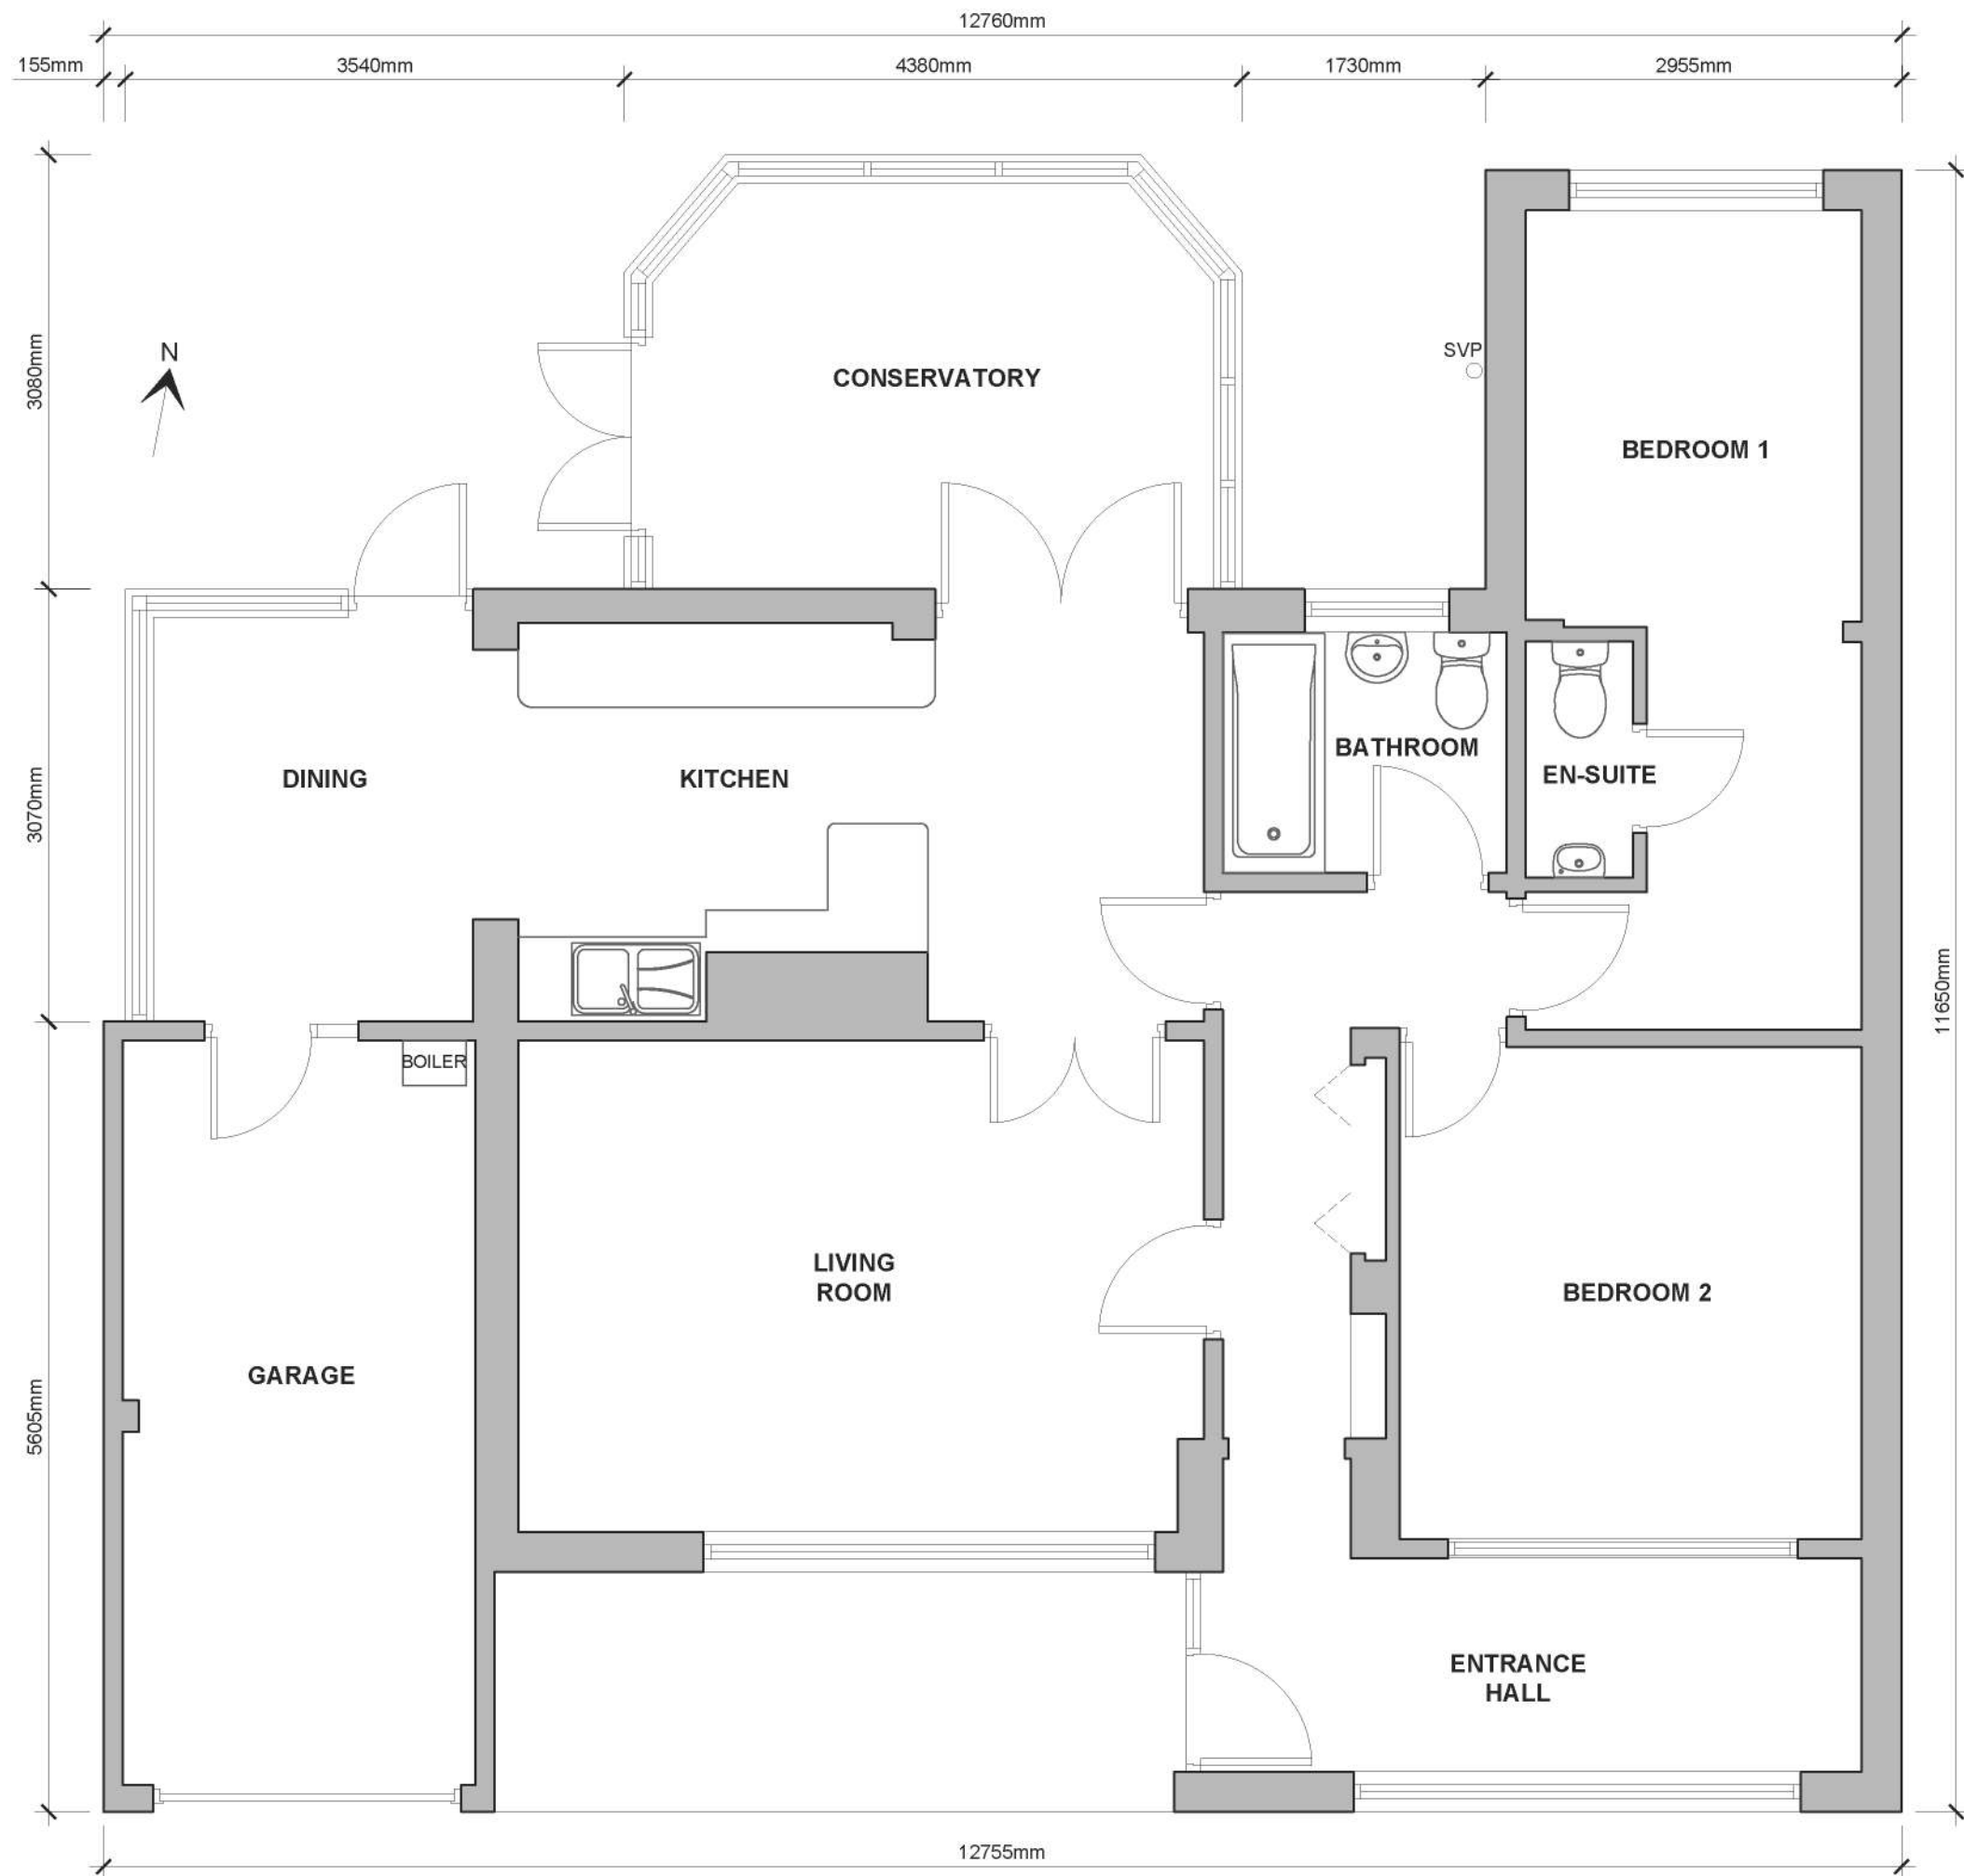 12760mm
155mm
3540mm
4380mm
1730mm
2955mm
3080mm
N
CONSERVATORY
SVP
BEDROOM 1
3070mm
DINING
KITCHEN
BATHROOM
EN-SUITE
11650mm
BOILER
LIVING
ROOM
BEDROOM 2
GARAGE
5605mm
ENTRANCE
HALL
12755mm